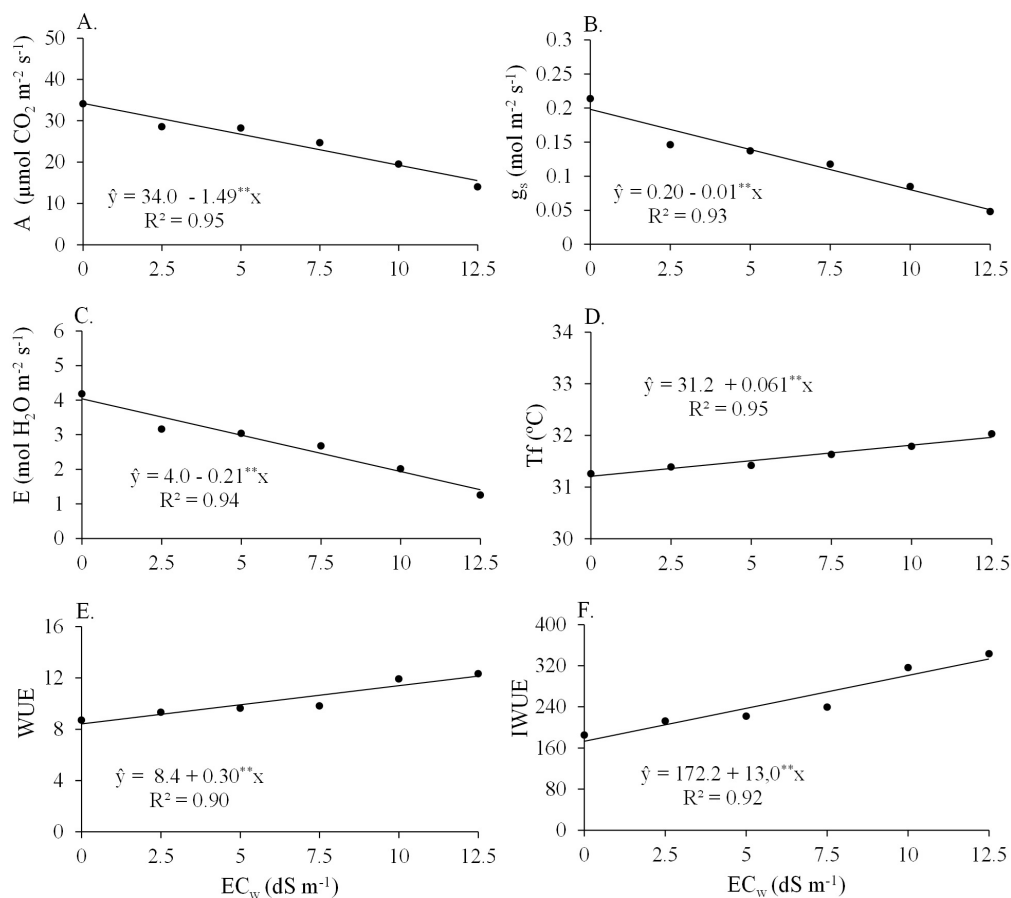 A.
50
40
30
20
10
0
A (µmol CO₂ m⁻² s⁻¹)
ŷ = 34.0 - 1.49**x
R² = 0.95
0 2.5 5 7.5 10 12.5
B.
0.3
0.25
0.2
0.15
0.1
0.05
0
gₛ (mol m⁻² s⁻¹)
ŷ = 0.20 - 0.01**x
R² = 0.93
0 2.5 5 7.5 10 12.5
C.
6
5
4
3
2
1
0
E (mol H₂O m⁻² s⁻¹)
ŷ = 4.0 - 0.21**x
R² = 0.94
0 2.5 5 7.5 10 12.5
D.
34
33
32
31
30
Tf (ºC)
ŷ = 31.2 + 0.061**x
R² = 0.95
0 2.5 5 7.5 10 12.5
E.
16
12
8
4
0
WUE
ŷ = 8.4 + 0.30**x
R² = 0.90
0 2.5 5 7.5 10 12.5
EC_w (dS m⁻¹)
F.
400
320
240
160
80
0
IWUE
ŷ = 172.2 + 13,0**x
R² = 0.92
0 2.5 5 7.5 10 12.5
EC_w (dS m⁻¹)